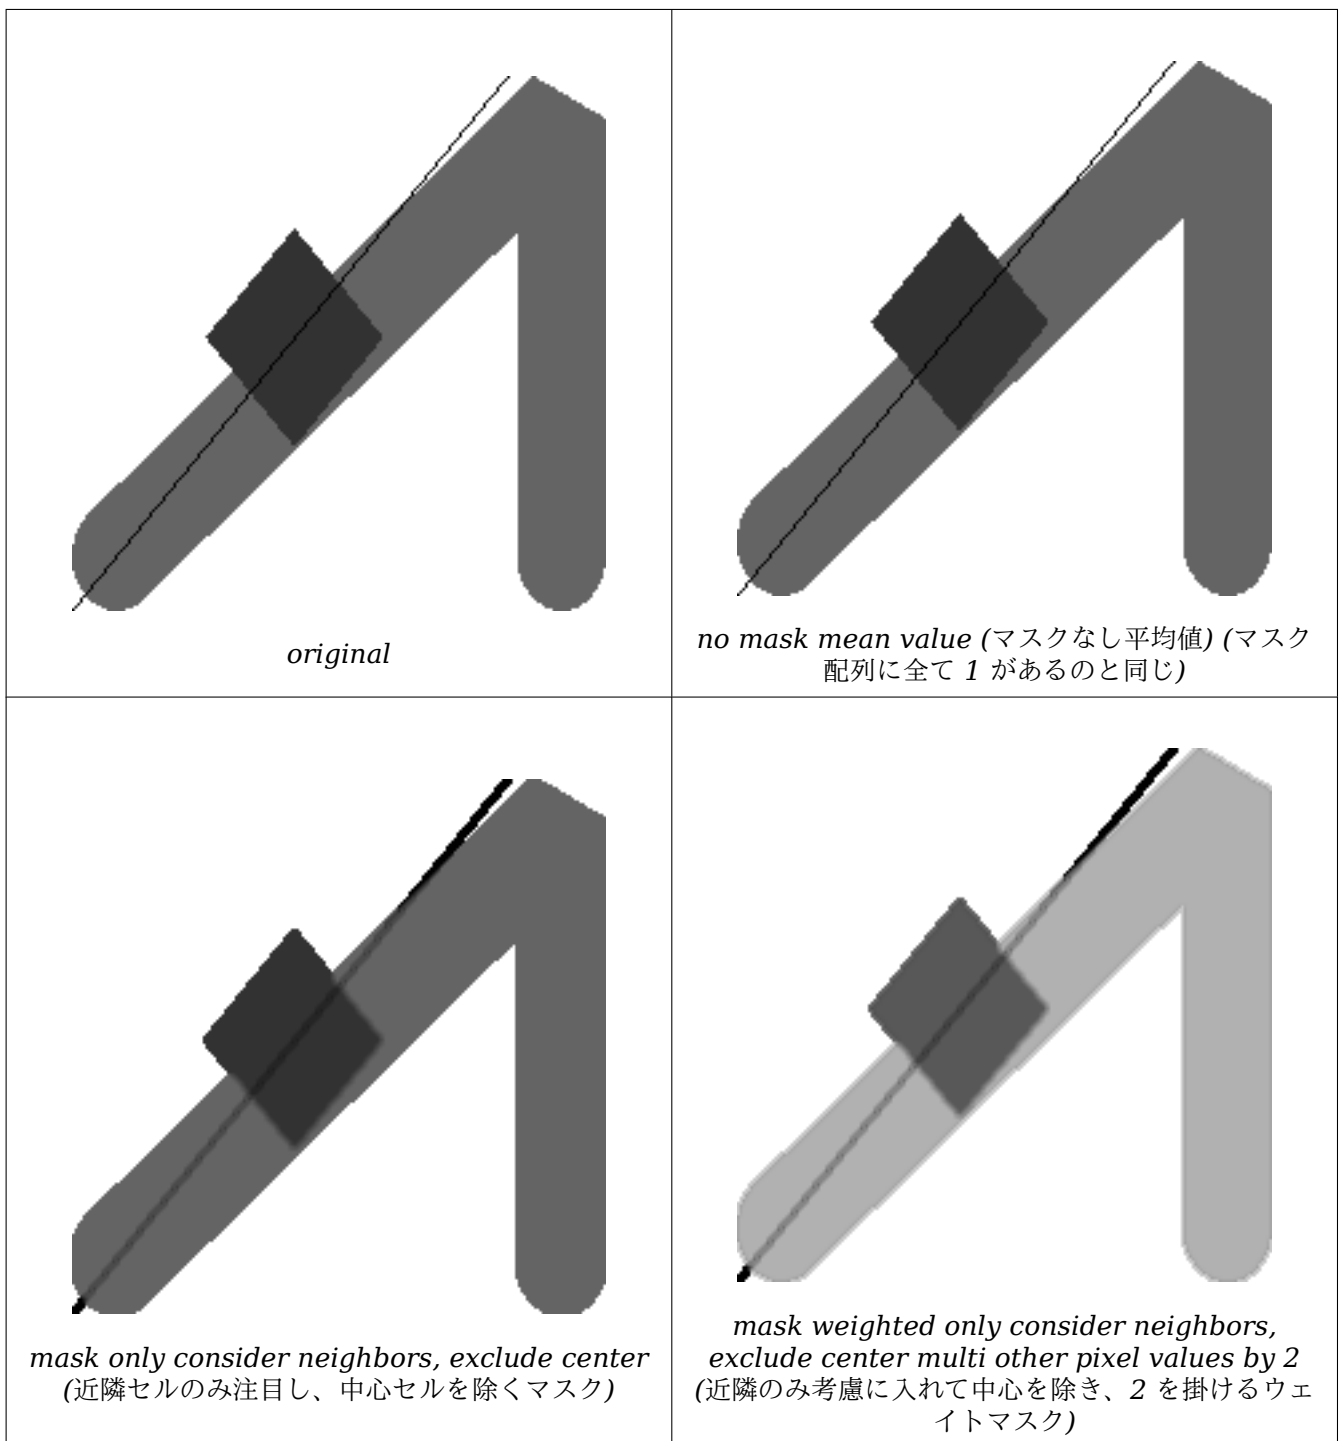 original
no mask mean value (マスクなし平均値) (マスク
配列に全て 1 があるのと同じ)
mask only consider neighbors, exclude center
(近隣セルのみ注目し、中心セルを除くマスク)
mask weighted only consider neighbors,
exclude center multi other pixel values by 2
(近隣のみ考慮に入れて中心を除き、2 を掛けるウェ
イトマスク)